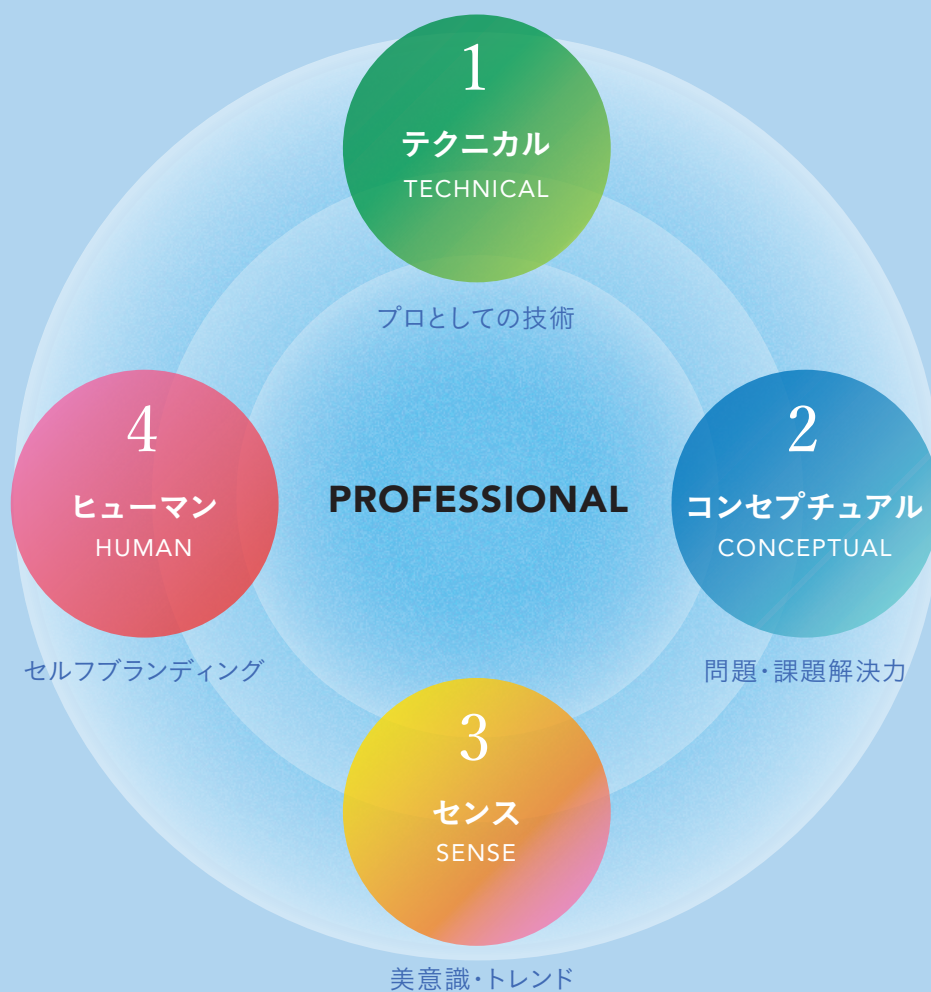 1
テクニカル
TECHNICAL
プロとしての技術
4
ヒューマン
HUMAN
セルフブランディング
PROFESSIONAL
2
コンセプチュアル
CONCEPTUAL
問題・課題解決力
3
センス
SENSE
美意識・トレンド